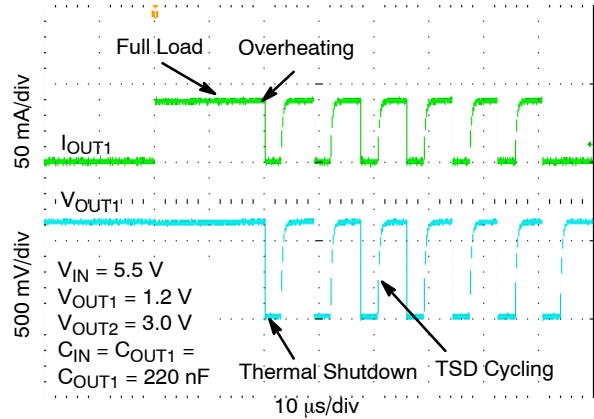 Full Load
Overheating
50 mA/div
IOUT1
VOUT1
500 mV/div
VIN = 5.5 V
VOUT1 = 1.2 V
VOUT2 = 3.0 V
CIN = COUT1 =
COUT1 = 220 nF
Thermal Shutdown
TSD Cycling
10 μs/div